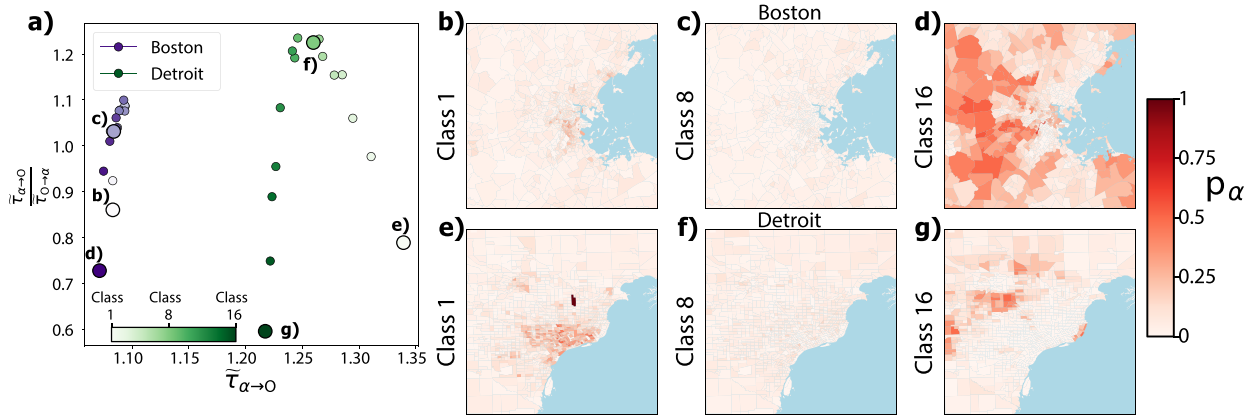 a)
Boston
Detroit
1.2
1.1
1.0
0.9
0.8
0.7
0.6
τ̃α→O
τ̃O→α
c)
b)
d)
f)
e)
g)
Class Class Class
1 8 16
1.10 1.15 1.20 1.25 1.30 1.35
τ̃α→O
Boston
b) c) d)
Class 1
Class 8
Class 16
Detroit
e) f) g)
Class 1
Class 8
Class 16
1
0.75
0.5
0.25
0
pα